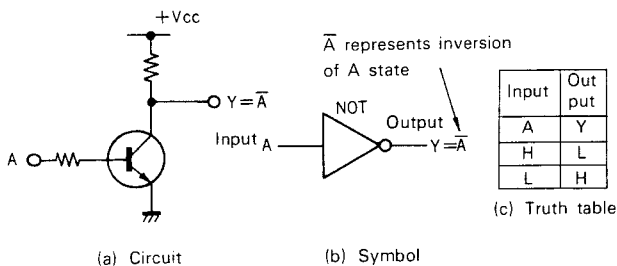 +Vcc
Y = A̅
A
(a) Circuit
A̅ represents inversion
of A state
NOT
Input A
Output
Y = A̅
(b) Symbol
Input
Out
put
A
Y
H
L
L
H
(c) Truth table